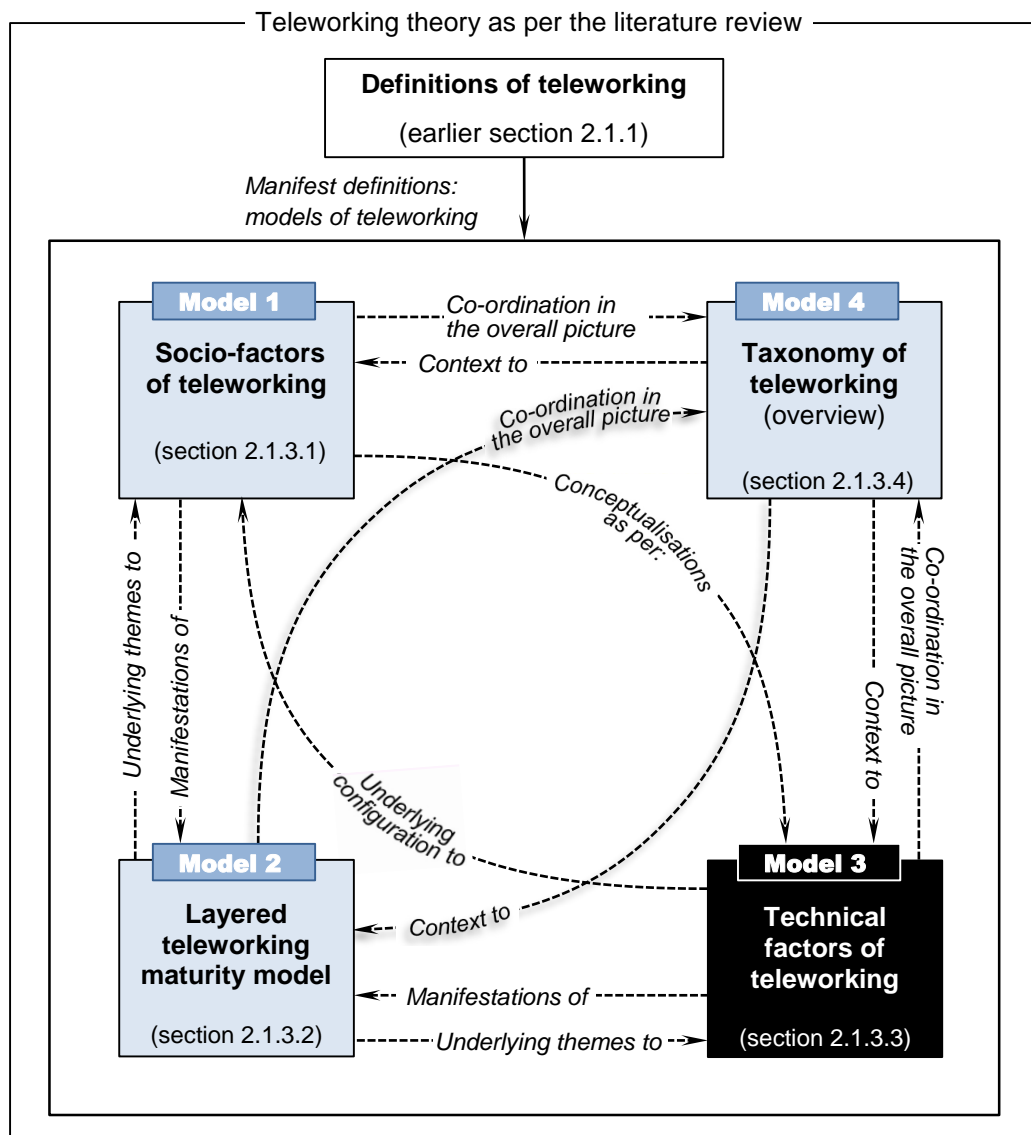 Teleworking theory as per the literature review
Definitions of teleworking
(earlier section 2.1.1)
Manifest definitions:
models of teleworking
Model 1
Socio-factors
of teleworking
(section 2.1.3.1)
Co-ordination in
the overall picture
Context to
Model 4
Taxonomy of
teleworking
(overview)
(section 2.1.3.4)
Co-ordination in
the overall picture
Conceptualisations
as per:
Underlying themes to
Manifestations of
Context to
Co-ordination in
the overall picture
Underlying
configuration to
Model 2
Layered
teleworking
maturity model
(section 2.1.3.2)
Context to
Manifestations of
Underlying themes to
Model 3
Technical
factors of
teleworking
(section 2.1.3.3)